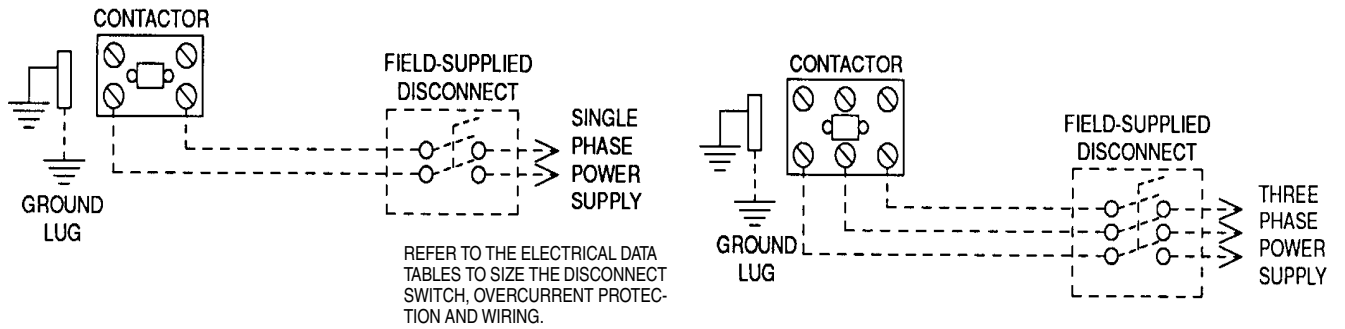 CONTACTOR
FIELD-SUPPLIED
DISCONNECT
SINGLE
PHASE
POWER
SUPPLY
GROUND
LUG
REFER TO THE ELECTRICAL DATA
TABLES TO SIZE THE DISCONNECT
SWITCH, OVERCURRENT PROTEC-
TION AND WIRING.
CONTACTOR
FIELD-SUPPLIED
DISCONNECT
THREE
PHASE
POWER
SUPPLY
GROUND
LUG